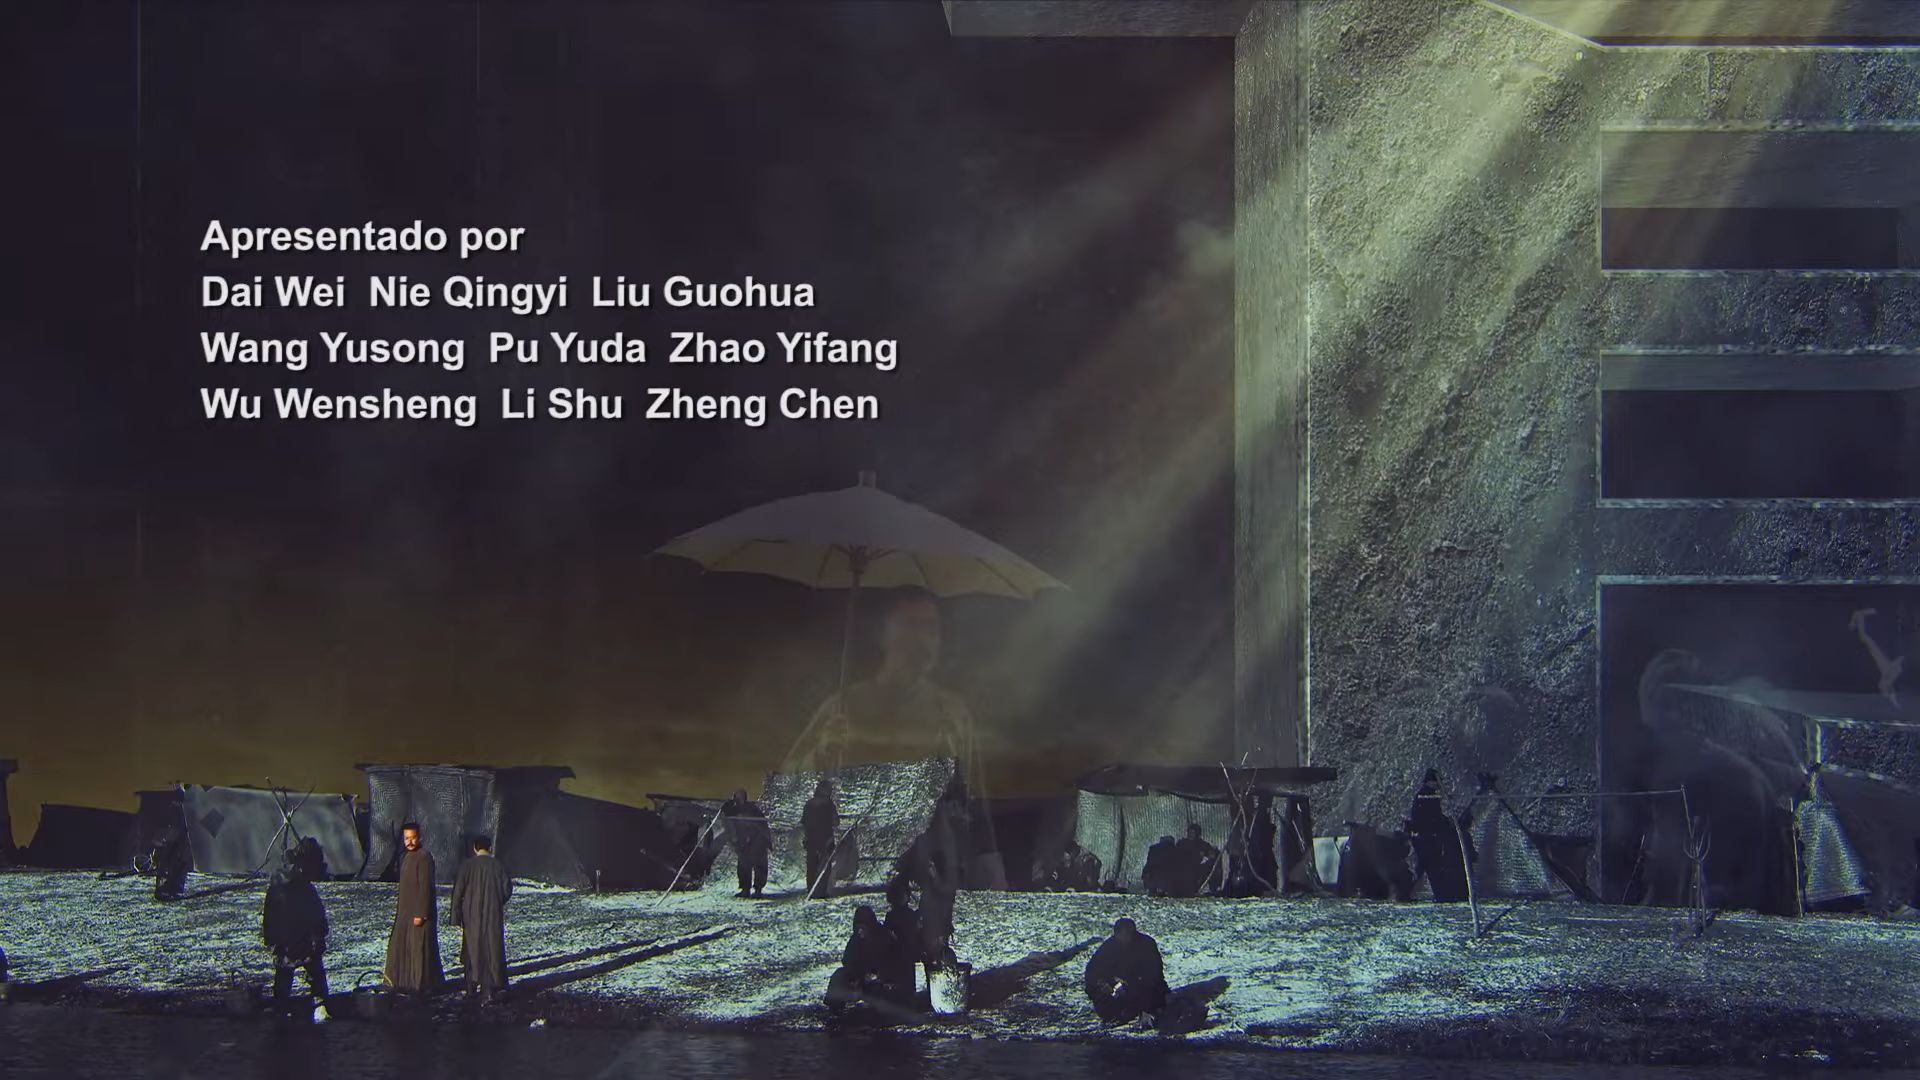 Apresentado por
Dai Wei  Nie Qingyi  Liu Guohua
Wang Yusong  Pu Yuda  Zhao Yifang
Wu Wensheng  Li Shu  Zheng Chen